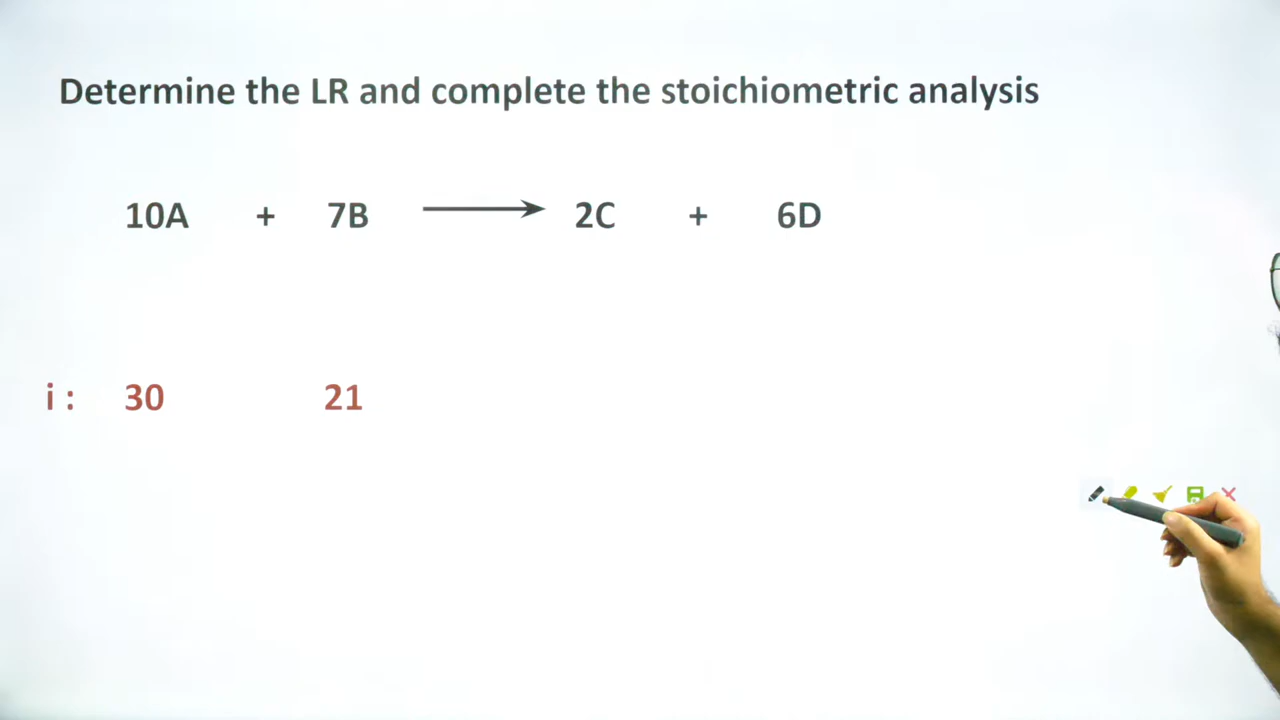 Determine the LR and complete the stoichiometric analysis
10A + 7B ⟶ 2C + 6D
i : 30 21